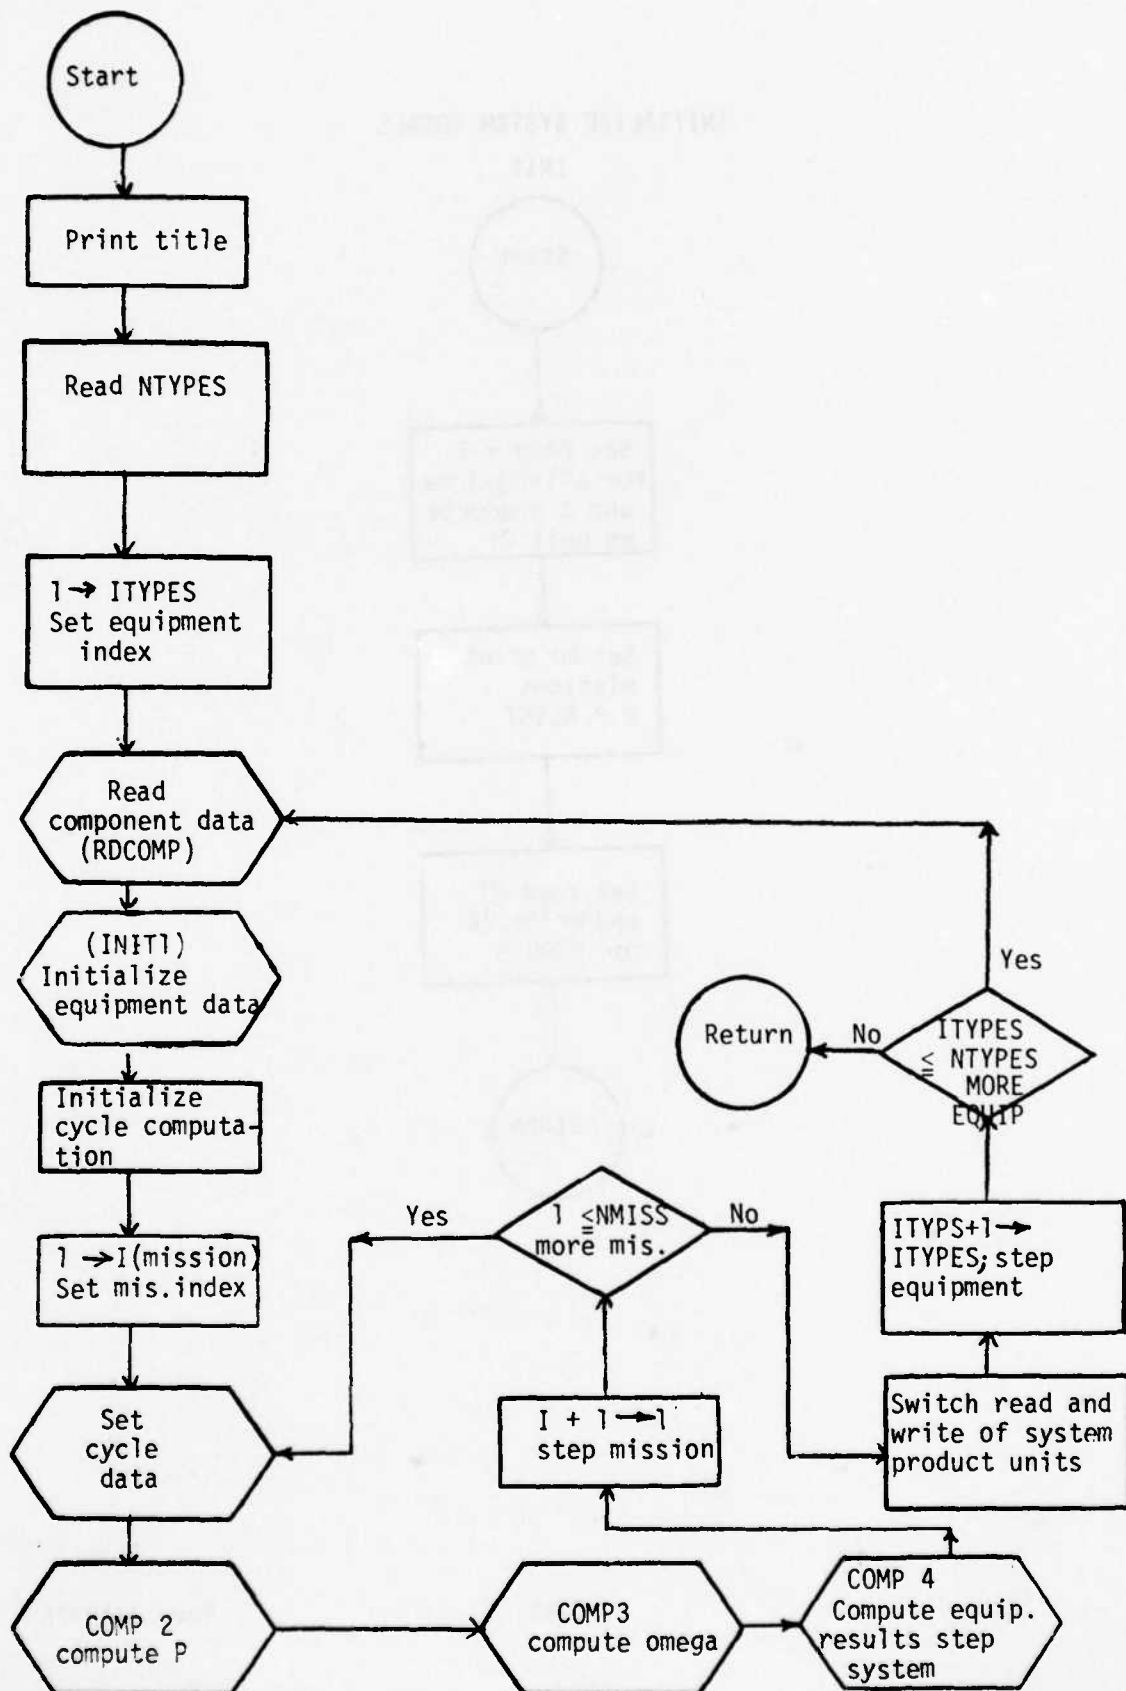 Start
Print title
Read NTYPES
1→ ITYPES
Set equipment
index
Read
component data
(RDCOMP)
(INIT1)
Initialize
equipment data
Initialize
cycle computa-
tion
1 → I(mission)
Set mis.index
Set
cycle
data
COMP 2
compute P
COMP3
compute omega
COMP 4
Compute equip.
results step
system
I + 1 → 1
step mission
1 ≦NMISS
more mis.
Yes
No
Switch read and
write of system
product units
ITYPS+1 →
ITYPES; step
equipment
ITYPES
≦ NTYPES
MORE
EQUIP
Yes
No
Return